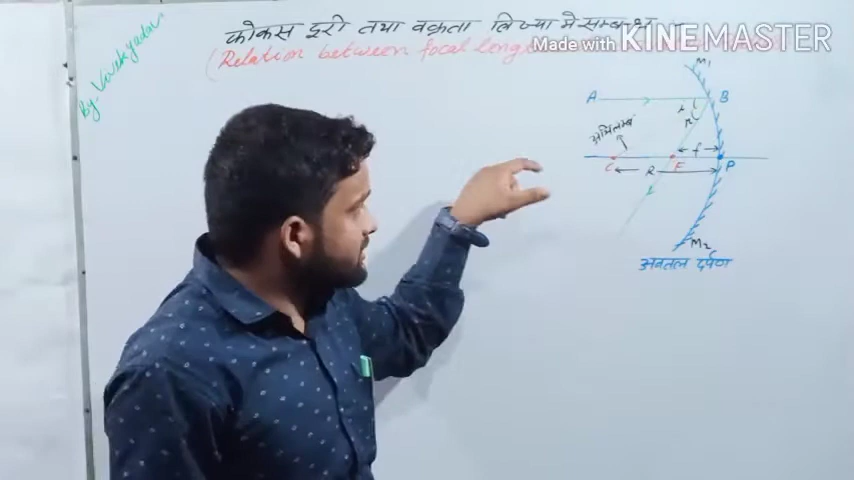 फोकस दूरी तथा वक्रता त्रिज्या में सम्बन्ध
(Relation between focal leng
Made with KINEMASTER
By- Vivek yadav
M1
A
B
i
r
अभिलम्ब
f
C
R
F
P
M2
अवतल दर्पण